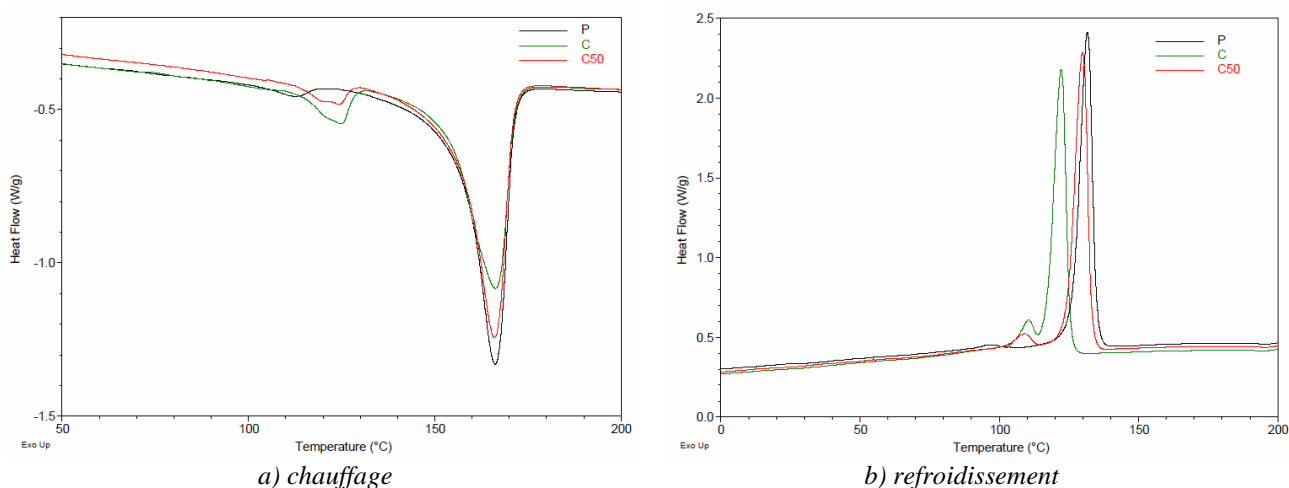 P
C
C50
-0.5
-1.0
-1.5
Heat Flow (W/g)
50
100
150
200
Exo Up
Temperature (°C)
a) chauffage
P
C
C50
2.5
2.0
1.5
1.0
0.5
0.0
Heat Flow (W/g)
0
50
100
150
200
Exo Up
Temperature (°C)
b) refroidissement